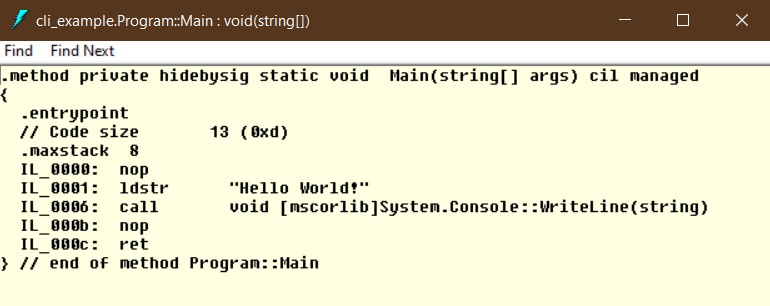 cli_example.Program::Main : void(string[])
Find Find Next
.method private hidebysig static void  Main(string[] args) cil managed
{
  .entrypoint
  // Code size       13 (0xd)
  .maxstack  8
  IL_0000:  nop
  IL_0001:  ldstr      "Hello World!"
  IL_0006:  call       void [mscorlib]System.Console::WriteLine(string)
  IL_000b:  nop
  IL_000c:  ret
} // end of method Program::Main